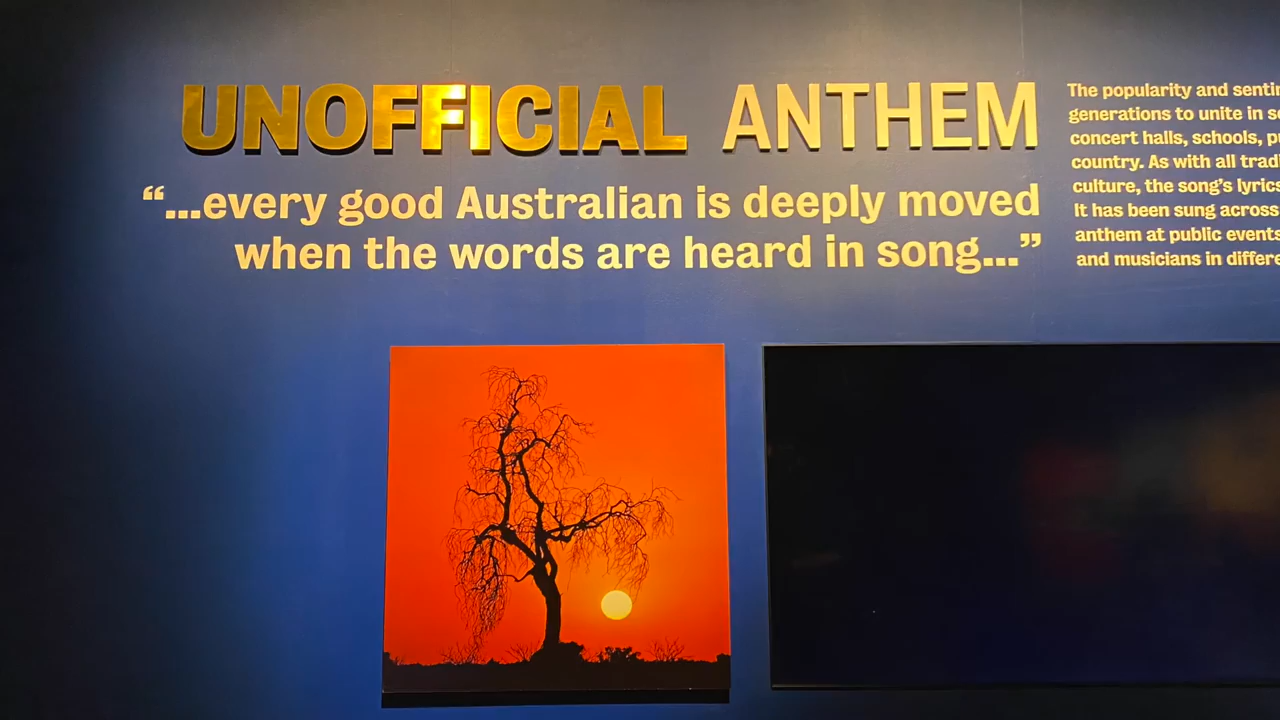 UNOFFICIAL ANTHEM
“...every good Australian is deeply moved
when the words are heard in song...”
The popularity and
generations to unite in
concert halls, schools,
country. As with all
culture, the song’s
It has been sung across
anthem at public events
and musicians in